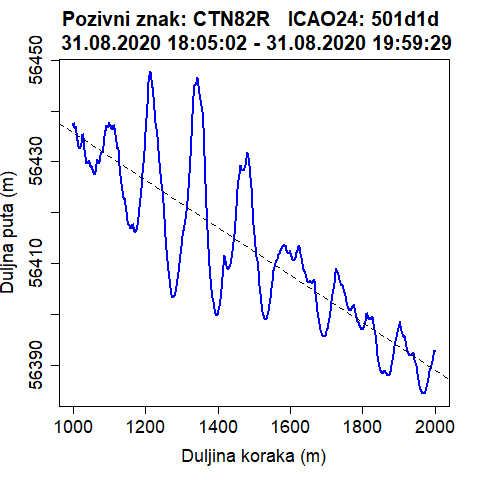 Pozivni znak: CTN82R   ICAO24: 501d1d
31.08.2020 18:05:02 - 31.08.2020 19:59:29
Duljina puta (m)
56450
56430
56410
56390
1000 1200 1400 1600 1800 2000
Duljina koraka (m)